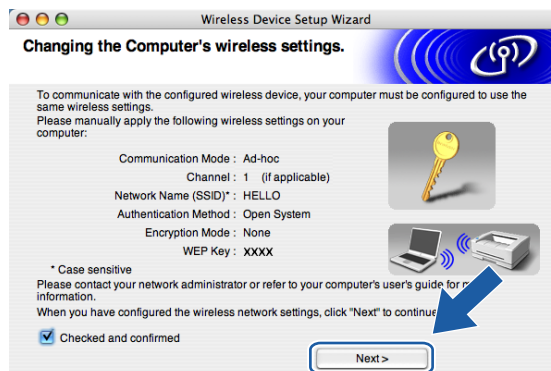 Wireless Device Setup Wizard
Changing the Computer's wireless settings.
To communicate with the configured wireless device, your computer must be configured to use the
same wireless settings.
Please manually apply the following wireless settings on your
computer:
Communication Mode : Ad-hoc
Channel : 1 (if applicable)
Network Name (SSID)* : HELLO
Authentication Method : Open System
Encryption Mode : None
WEP Key : XXXX
* Case sensitive
Please contact your network administrator or refer to your computer's user's guide for
information.
When you have configured the wireless network settings, click "Next" to continue
Checked and confirmed
Next >